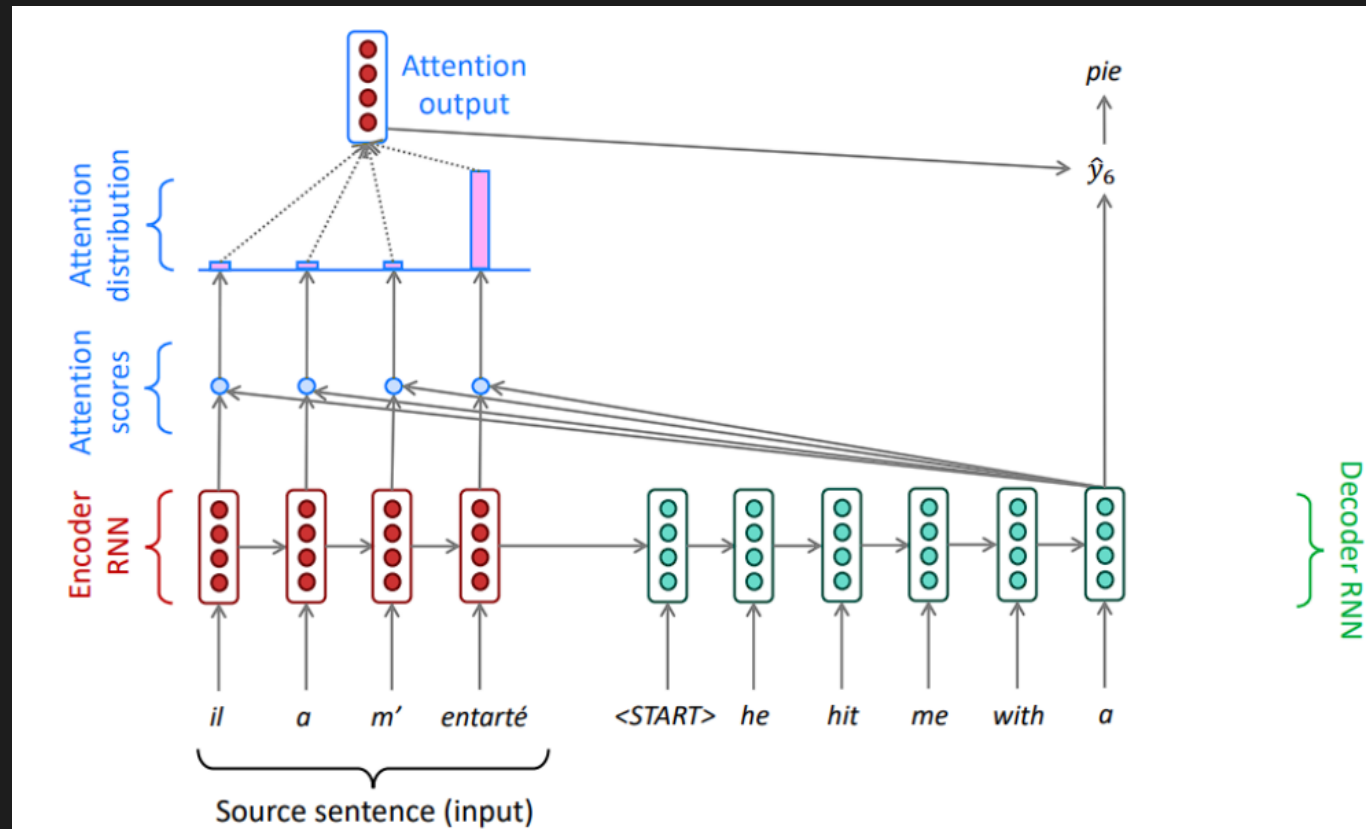 Attention
output
pie
ŷ₆
Attention
distribution
Attention
scores
Encoder
RNN
Decoder RNN
il a m’ entarté <START> he hit me with a
Source sentence (input)